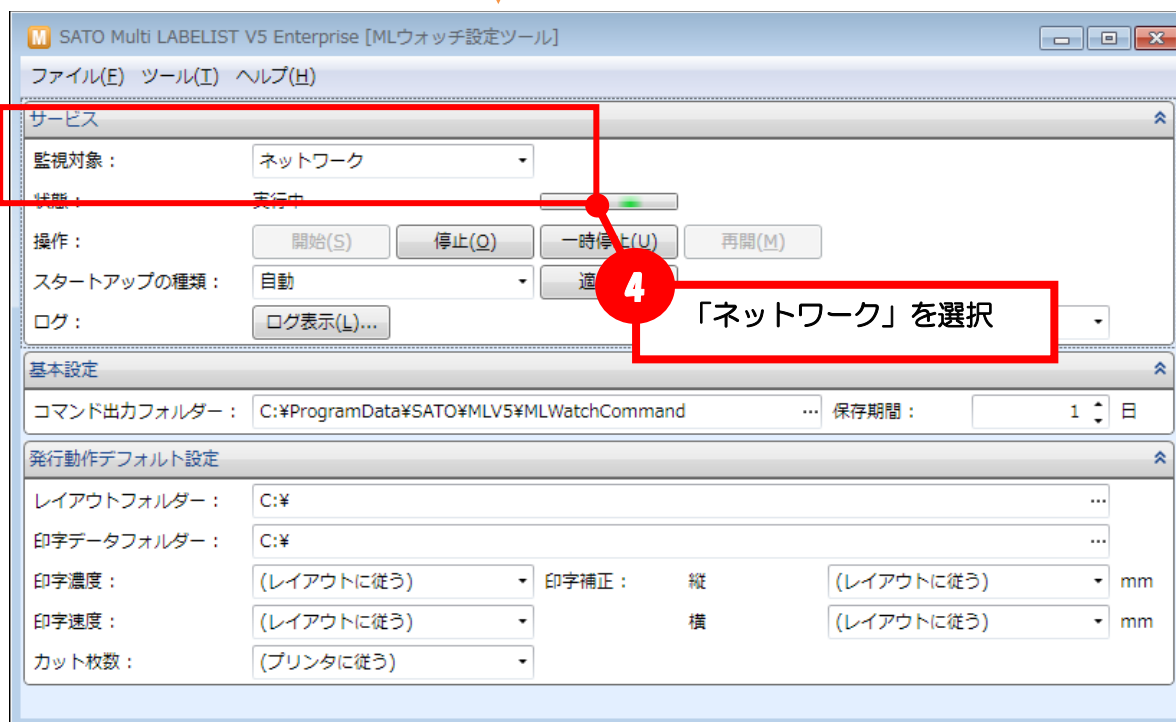 M SATO Multi LABELIST V5 Enterprise [MLウォッチ設定ツール]
ファイル(F) ツール(T) ヘルプ(H)
サービス
監視対象： ネットワーク
状態： 実行中
操作： 開始(S) 停止(O) 一時停止(U) 再開(M)
スタートアップの種類： 自動 適
4
「ネットワーク」を選択
ログ： ログ表示(L)...
基本設定
コマンド出力フォルダー： C:¥ProgramData¥SATO¥MLV5¥MLWatchCommand ... 保存期間： 1 日
発行動作デフォルト設定
レイアウトフォルダー： C:¥ ...
印字データフォルダー： C:¥ ...
印字濃度： (レイアウトに従う) 印字補正： 縦 (レイアウトに従う) mm
印字速度： (レイアウトに従う) 横 (レイアウトに従う) mm
カット枚数： (プリンタに従う)